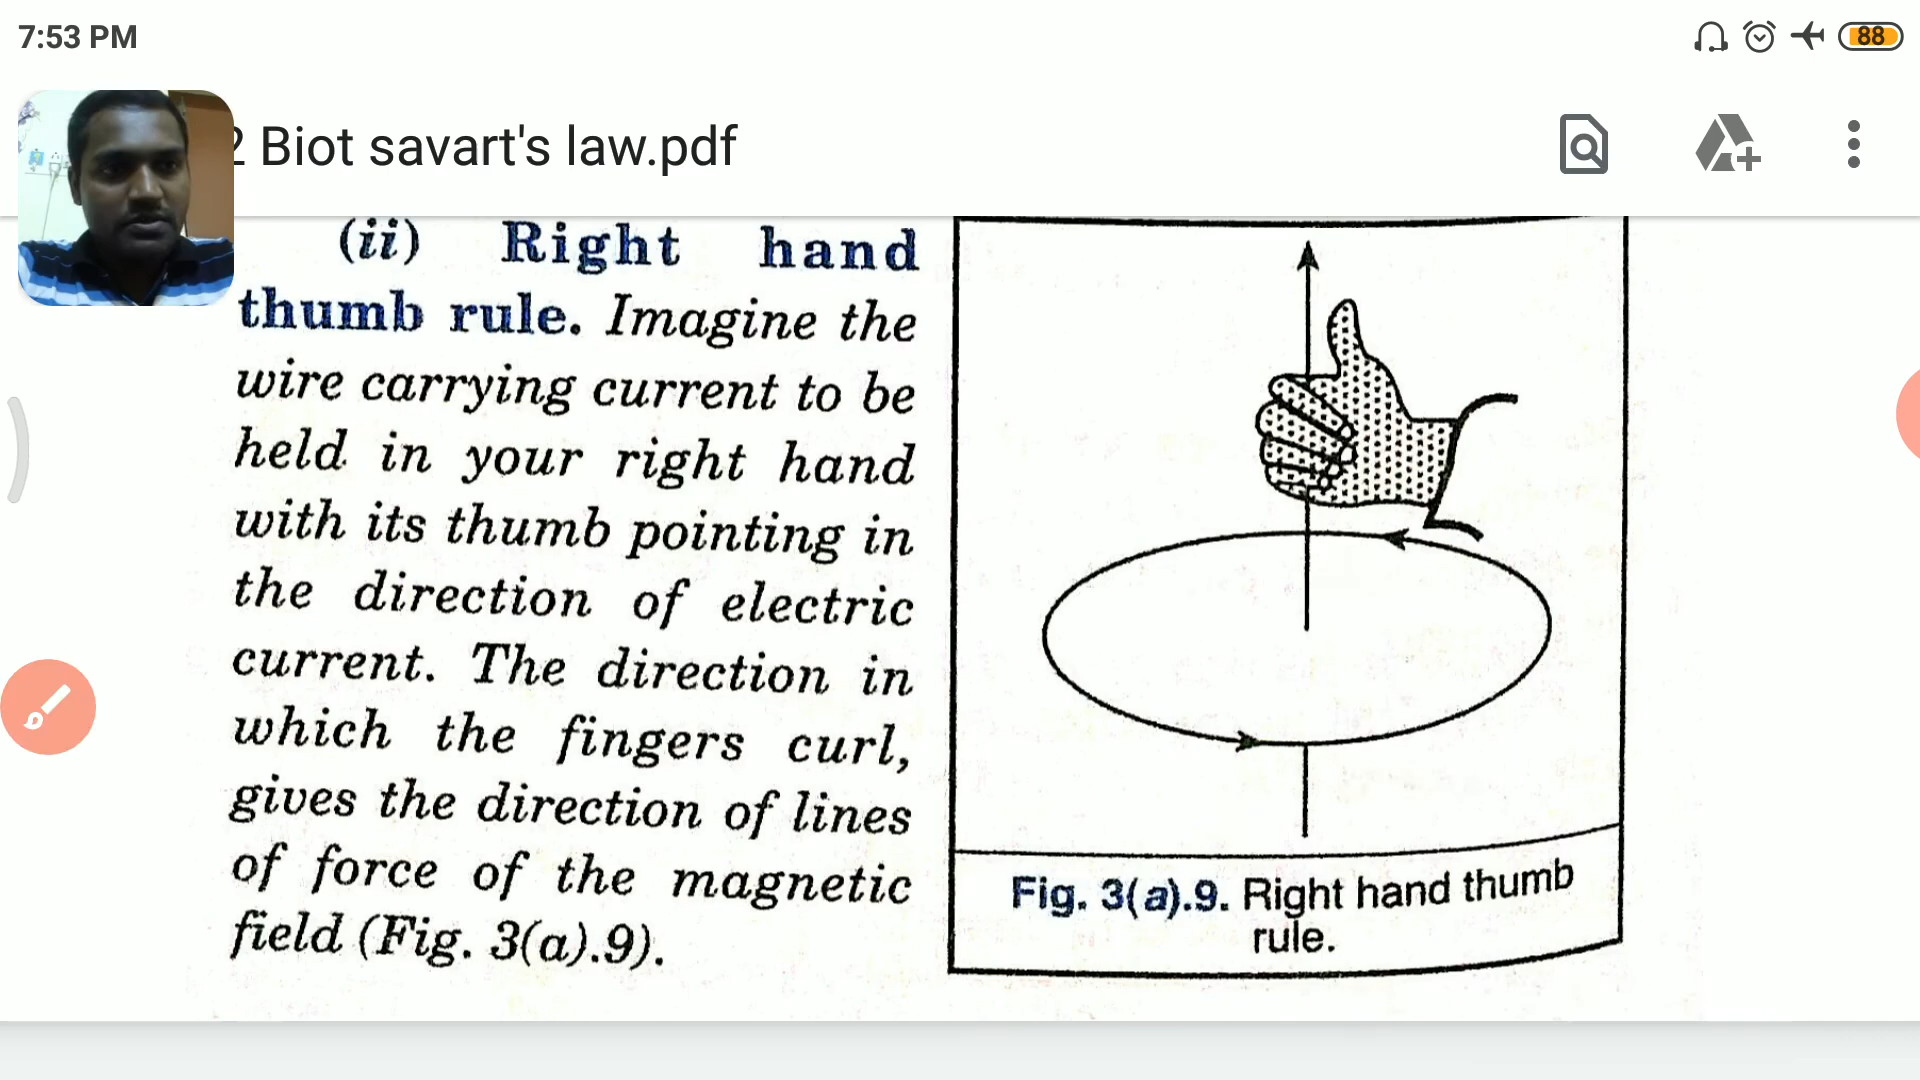 7:53 PM
88
2 Biot savart's law.pdf
(ii) Right hand
thumb rule. Imagine the
wire carrying current to be
held in your right hand
with its thumb pointing in
the direction of electric
current. The direction in
which the fingers curl,
gives the direction of lines
of force of the magnetic
field (Fig. 3(a).9).
Fig. 3(a).9. Right hand thumb
rule.